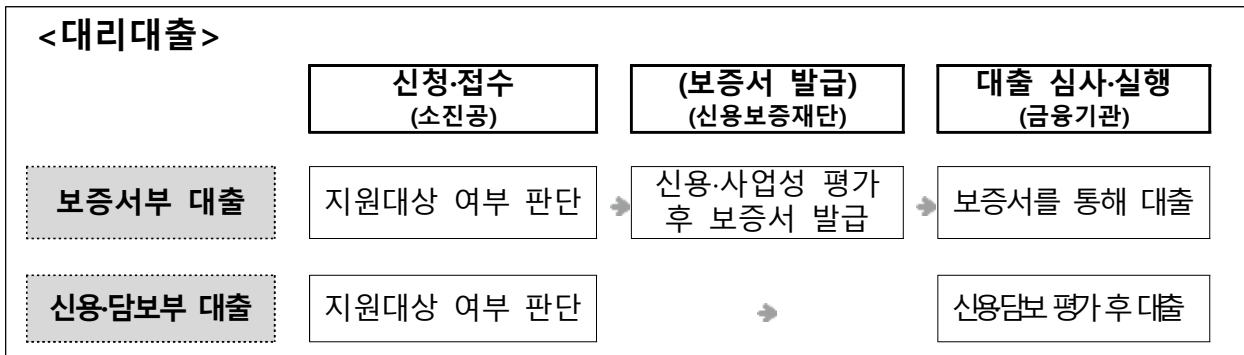 <대리대출>
신청·접수 (보증서 발급) 대출 심사·실행
(소진공) (신용보증재단) (금융기관)
보증서부 대출 지원대상 여부 판단 신용·사업성 평가 후 보증서 발급 보증서를 통해 대출
신용·담보부 대출 지원대상 여부 판단 신용·담보 평가 후 대출